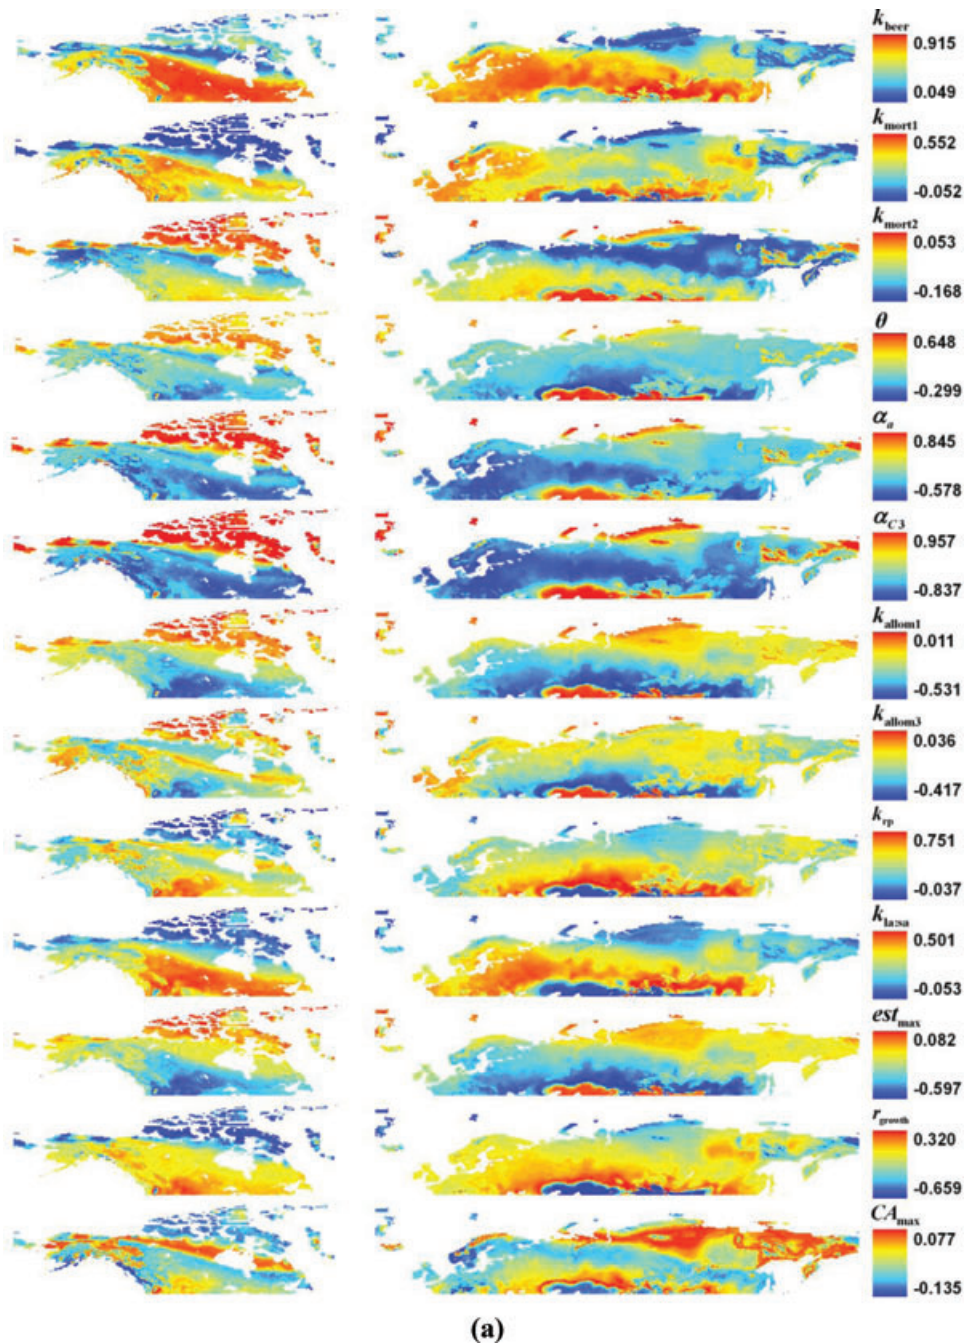 k_beer
0.915
0.049
k_mort1
0.552
-0.052
k_mort2
0.053
-0.168
θ
0.648
-0.299
α_a
0.845
-0.578
α_C3
0.957
-0.837
k_allom1
0.011
-0.531
k_allom3
0.036
-0.417
k_rp
0.751
-0.037
k_la:sa
0.501
-0.053
est_max
0.082
-0.597
r_growth
0.320
-0.659
CA_max
0.077
-0.135
(a)